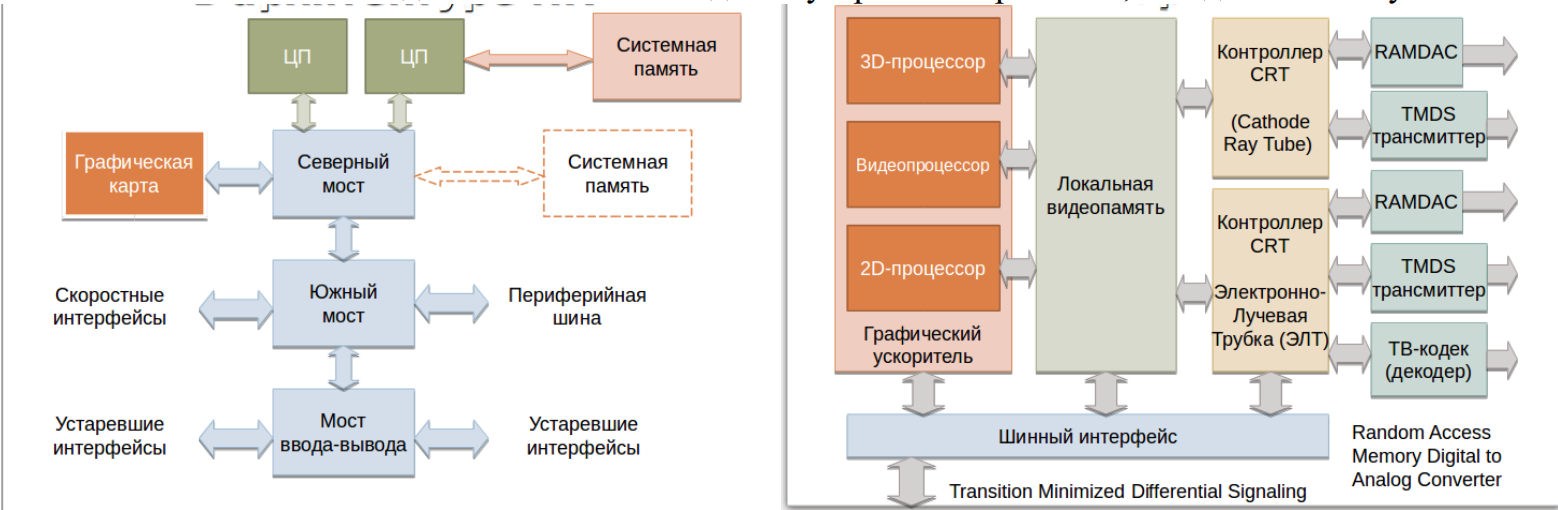 ЦП
ЦП
Системная
память
Графическая
карта
Северный
мост
Системная
память
Скоростные
интерфейсы
Южный
мост
Периферийная
шина
Устаревшие
интерфейсы
Мост
ввода-вывода
Устаревшие
интерфейсы
3D-процессор
Видеопроцессор
2D-процессор
Графический
ускоритель
Локальная
видеопамять
Контроллер
CRT
(Cathode
Ray Tube)
Контроллер
CRT
Электронно-
Лучевая
Трубка (ЭЛТ)
RAMDAC
TMDS
трансмиттер
RAMDAC
TMDS
трансмиттер
ТВ-кодек
(декодер)
Шинный интерфейс
Random Access
Memory Digital to
Analog Converter
Transition Minimized Differential Signaling